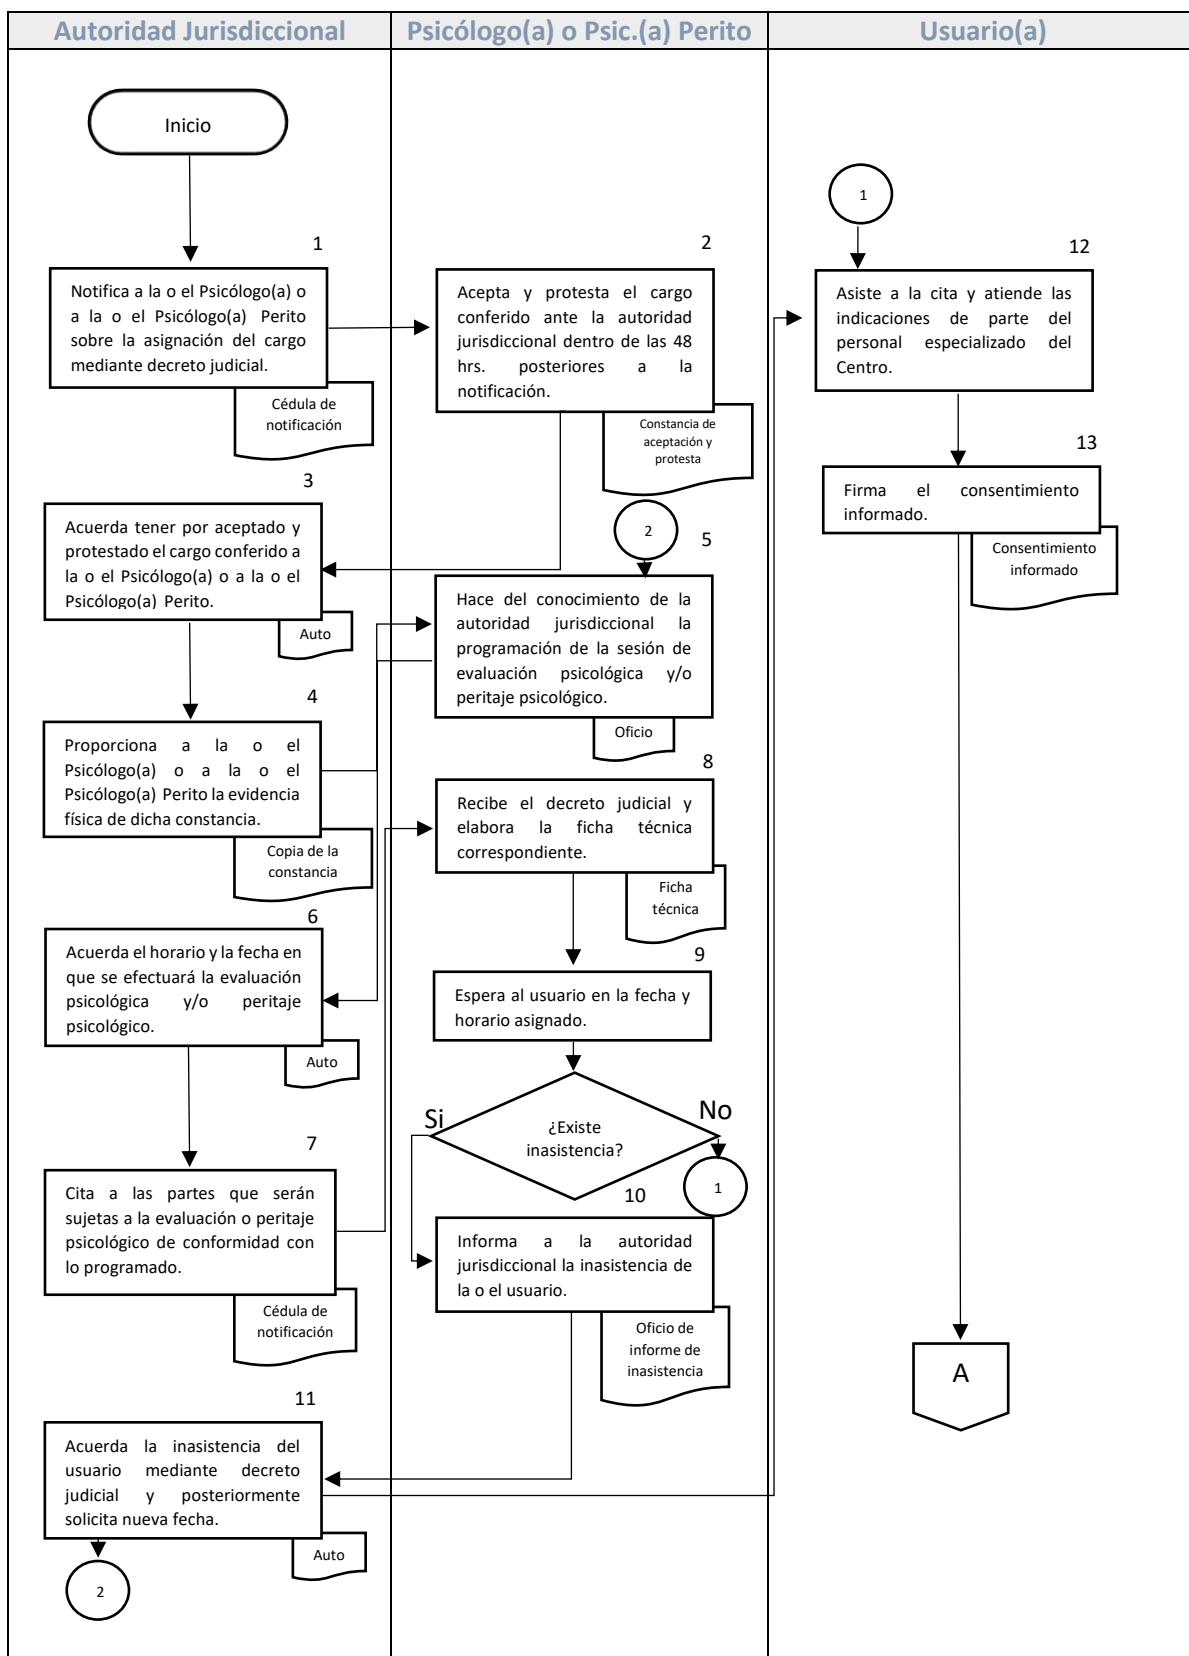 Autoridad Jurisdiccional
Psicólogo(a) o Psic.(a) Perito
Usuario(a)
Inicio
1
Notifica a la o el Psicólogo(a) o
a la o el Psicólogo(a) Perito
sobre la asignación del cargo
mediante decreto judicial.
Cédula de
notificación
2
Acepta y protesta el cargo
conferido ante la autoridad
jurisdiccional dentro de las 48
hrs. posteriores a la
notificación.
Constancia de
aceptación y
protesta
3
Acuerda tener por aceptado y
protestado el cargo conferido a
la o el Psicólogo(a) o a la o el
Psicólogo(a) Perito.
Auto
4
Proporciona a la o el
Psicólogo(a) o a la o el
Psicólogo(a) Perito la evidencia
física de dicha constancia.
Copia de la
constancia
2
5
Hace del conocimiento de la
autoridad jurisdiccional la
programación de la sesión de
evaluación psicológica y/o
peritaje psicológico.
Oficio
6
Acuerda el horario y la fecha en
que se efectuará la evaluación
psicológica y/o peritaje
psicológico.
Auto
7
Cita a las partes que serán
sujetas a la evaluación o peritaje
psicológico de conformidad con
lo programado.
Cédula de
notificación
8
Recibe el decreto judicial y
elabora la ficha técnica
correspondiente.
Ficha
técnica
9
Espera al usuario en la fecha y
horario asignado.
Si
¿Existe
inasistencia?
No
1
10
Informa a la autoridad
jurisdiccional la inasistencia de
la o el usuario.
Oficio de
informe de
inasistencia
11
Acuerda la inasistencia del
usuario mediante decreto
judicial y posteriormente
solicita nueva fecha.
Auto
2
1
12
Asiste a la cita y atiende las
indicaciones de parte del
personal especializado del
Centro.
13
Firma el consentimiento
informado.
Consentimiento
informado
A